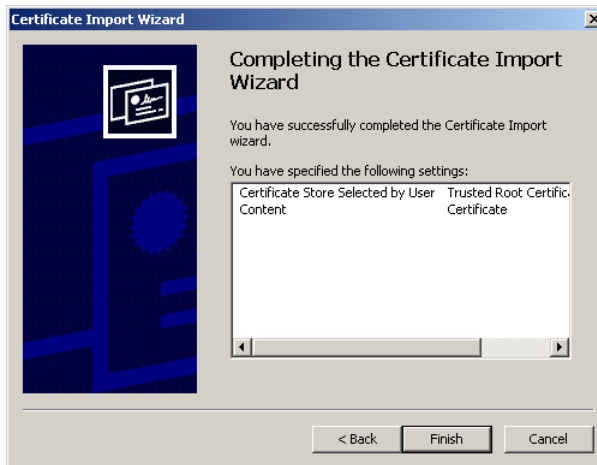 Certificate Import Wizard
Completing the Certificate Import
Wizard
You have successfully completed the Certificate Import
wizard.
You have specified the following settings:
Certificate Store Selected by User Trusted Root Certific
Content Certificate
< Back Finish Cancel